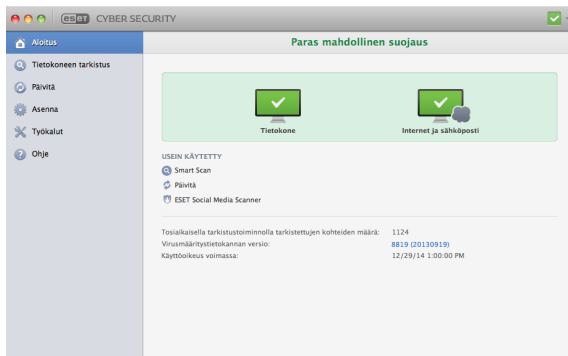 eset CYBER SECURITY
Aloitus
Tietokoneen tarkistus
Päivitä
Asenna
Työkalut
Ohje
Paras mahdollinen suojaus
Tietokone
Internet ja sähköposti
USEIN KÄYTETTY
Smart Scan
Päivitä
ESET Social Media Scanner
Tosiaikaisella tarkistustoiminnolla tarkistettujen kohteiden määrä: 1124
Virusmääritystietokannan versio: 8819 (20130919)
Käyttöoikeus voimassa: 12/29/14 1:00:00 PM